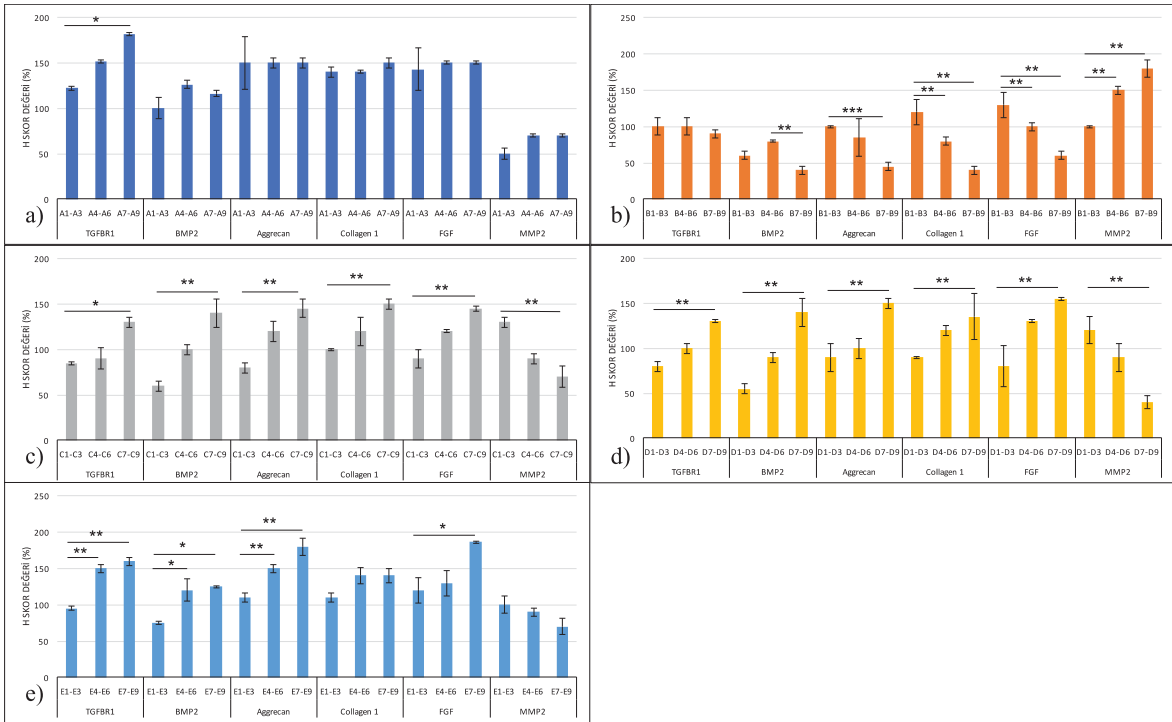 H SKOR DEĞERİ (%)
200
150
100
50
0
*
A1-A3 A4-A6 A7-A9 A1-A3 A4-A6 A7-A9 A1-A3 A4-A6 A7-A9 A1-A3 A4-A6 A7-A9 A1-A3 A4-A6 A7-A9 A1-A3 A4-A6 A7-A9
TGFBR1 BMP2 Aggrecan Collagen 1 FGF MMP2
a)
H SKOR DEĞERİ (%)
250
200
150
100
50
0
** *** ** ** ** ** ** **
B1-B3 B4-B6 B7-B9 B1-B3 B4-B6 B7-B9 B1-B3 B4-B6 B7-B9 B1-B3 B4-B6 B7-B9 B1-B3 B4-B6 B7-B9 B1-B3 B4-B6 B7-B9
TGFBR1 BMP2 Aggrecan Collagen 1 FGF MMP2
b)
H SKOR DEĞERİ (%)
200
150
100
50
0
* ** ** ** ** **
C1-C3 C4-C6 C7-C9 C1-C3 C4-C6 C7-C9 C1-C3 C4-C6 C7-C9 C1-C3 C4-C6 C7-C9 C1-C3 C4-C6 C7-C9 C1-C3 C4-C6 C7-C9
TGFBR1 BMP2 Aggrecan Collagen 1 FGF MMP2
c)
H SKOR DEĞERİ (%)
200
150
100
50
0
** ** ** ** ** **
D1-D3 D4-D6 D7-D9 D1-D3 D4-D6 D7-D9 D1-D3 D4-D6 D7-D9 D1-D3 D4-D6 D7-D9 D1-D3 D4-D6 D7-D9 D1-D3 D4-D6 D7-D9
TGFBR1 BMP2 Aggrecan Collagen 1 FGF MMP2
d)
H SKOR DEĞERİ (%)
250
200
150
100
50
0
** ** * * ** ** *
E1-E3 E4-E6 E7-E9 E1-E3 E4-E6 E7-E9 E1-E3 E4-E6 E7-E9 E1-E3 E4-E6 E7-E9 E1-E3 E4-E6 E7-E9 E1-E3 E4-E6 E7-E9
TGFBR1 BMP2 Aggrecan Collagen 1 FGF MMP2
e)